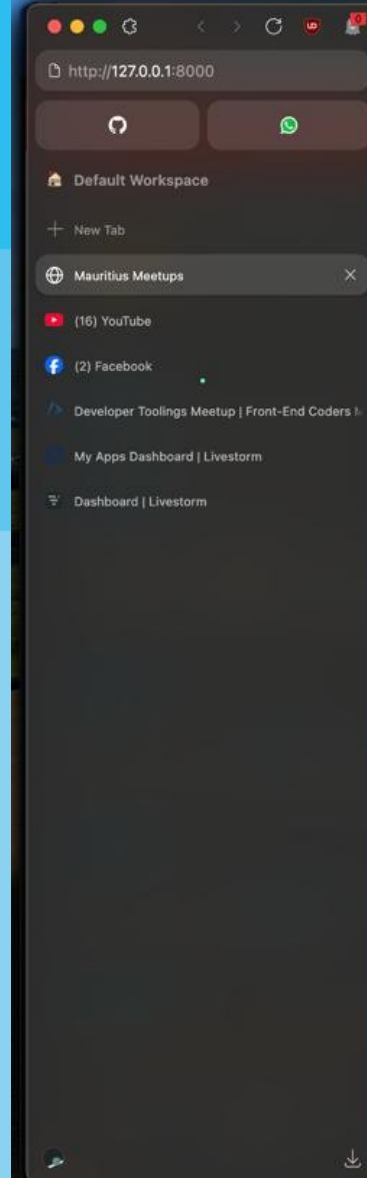 0
http://127.0.0.1:8000
Default Workspace
New Tab
Mauritius Meetups
(16) YouTube
(2) Facebook
Developer Toolings Meetup | Front-End Coders
My Apps Dashboard | Livestorm
Dashboard | Livestorm